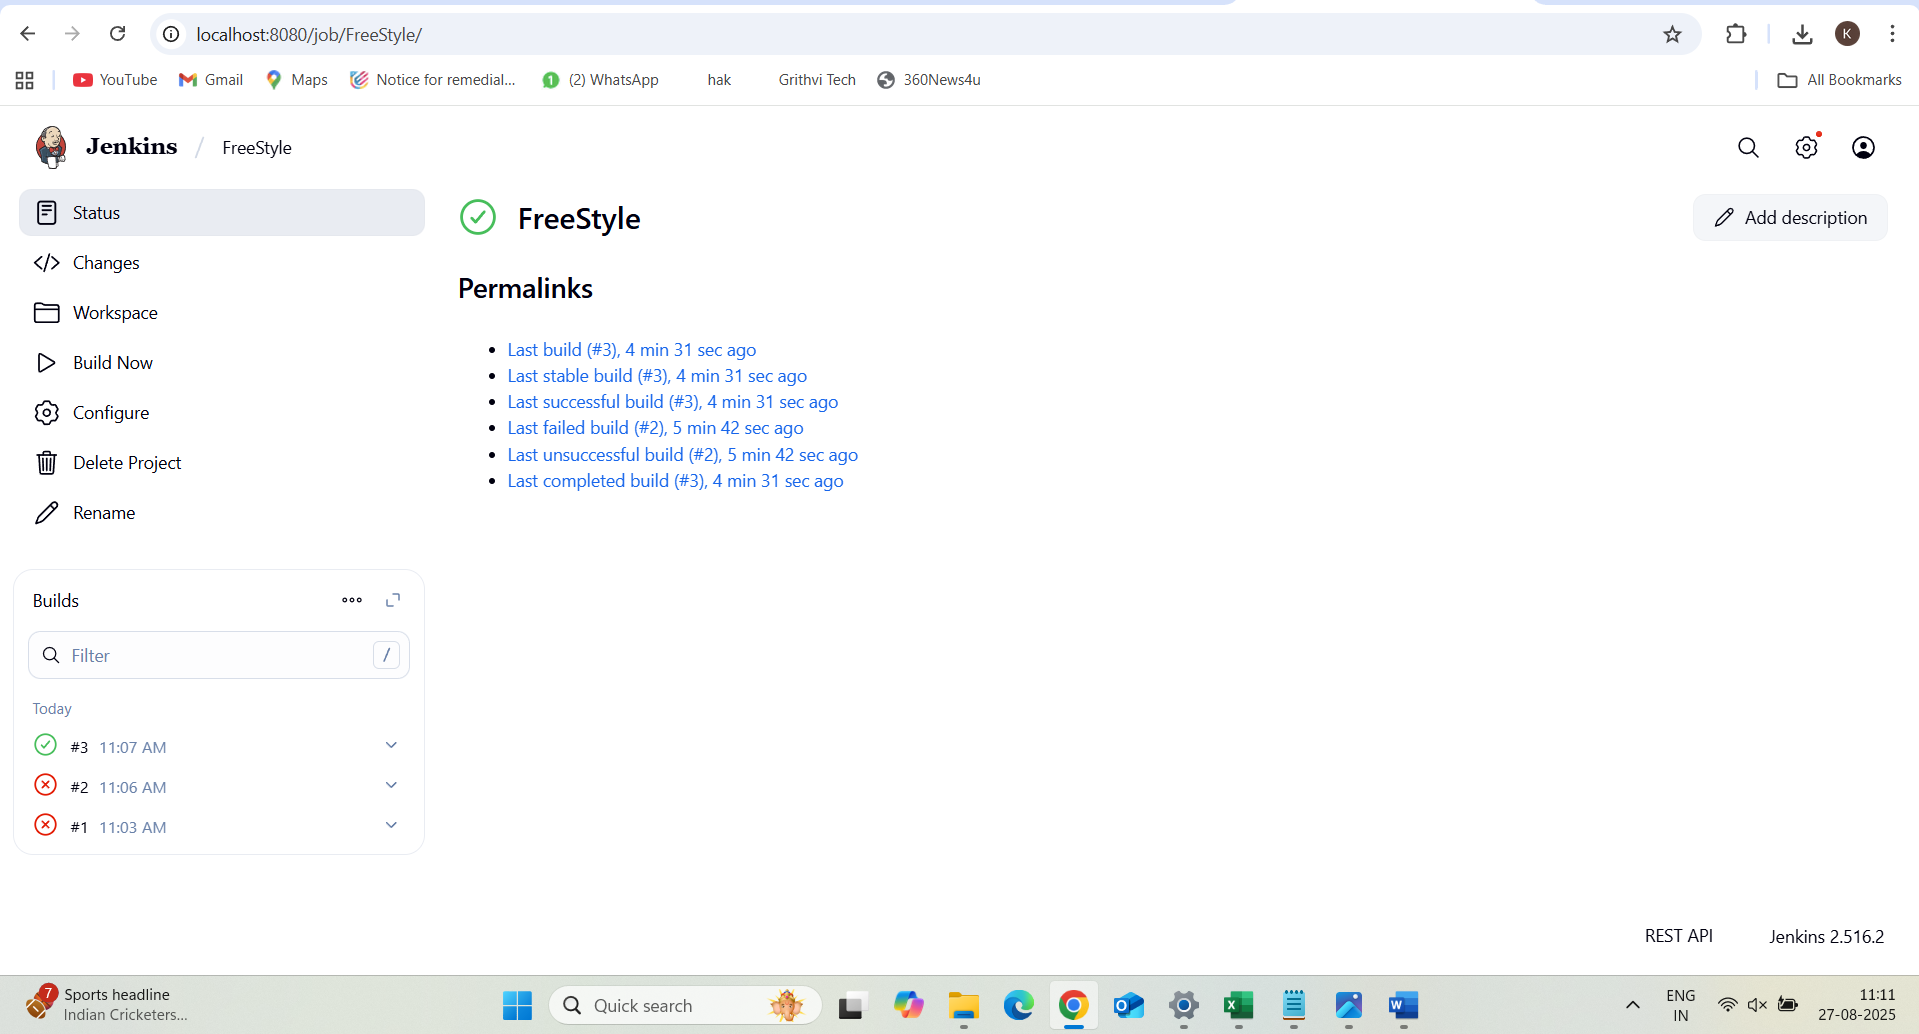 localhost:8080/job/FreeStyle/
K
YouTube
Gmail
Maps
Notice for remedial...
1
(2) WhatsApp
hak
Grithvi Tech
360News4u
All Bookmarks
Jenkins / FreeStyle
Status
Changes
Workspace
Build Now
Configure
Delete Project
Rename
FreeStyle
Add description
Permalinks
Last build (#3), 4 min 31 sec ago
Last stable build (#3), 4 min 31 sec ago
Last successful build (#3), 4 min 31 sec ago
Last failed build (#2), 5 min 42 sec ago
Last unsuccessful build (#2), 5 min 42 sec ago
Last completed build (#3), 4 min 31 sec ago
Builds
Filter
/
Today
#3 11:07 AM
#2 11:06 AM
#1 11:03 AM
REST API
Jenkins 2.516.2
7
Sports headline
Indian Cricketers...
Quick search
ENG
IN
11:11
27-08-2025